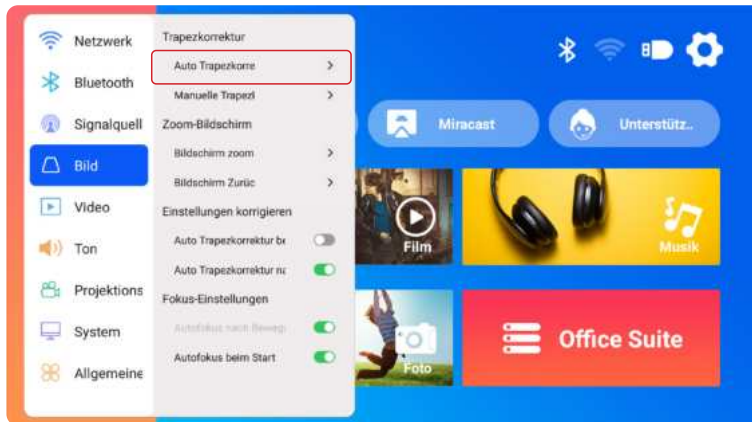 Netzwerk
Bluetooth
Signalquell
Bild
Video
Ton
Projektions
System
Allgemeine
Trapezkorrektur
Auto Trapezkorre
Manuelle Trapezl
Zoom-Bildschirm
Bildschirm zoom
Bildschirm Zurüc
Einstellungen korrigieren
Auto Trapezkorrektur be
Auto Trapezkorrektur na
Fokus-Einstellungen
Autofokus nach Bewegu
Autofokus beim Start
Miracast
Unterstütz..
Film
Musik
Foto
Office Suite